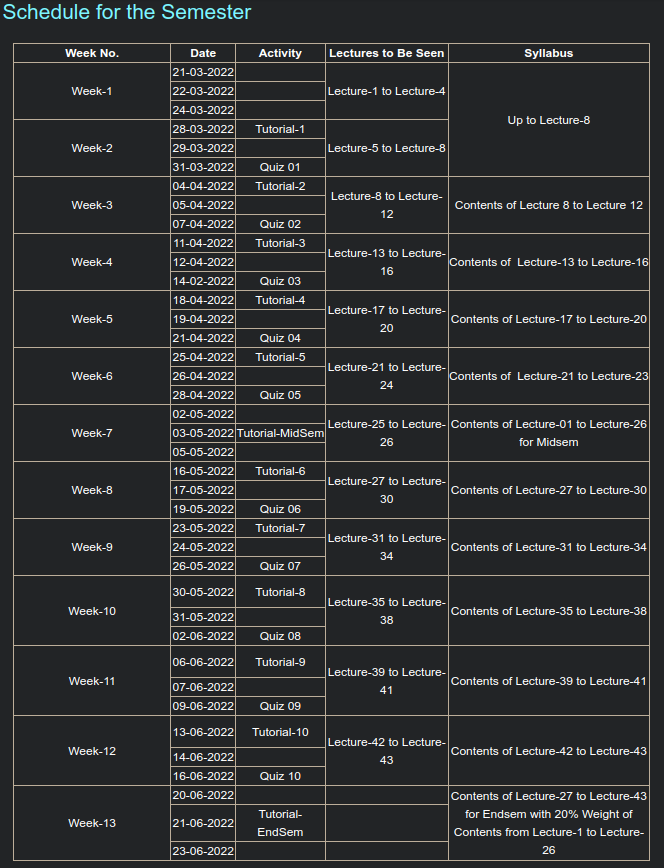 Schedule for the Semester
Week No. Date Activity Lectures to Be Seen Syllabus
Week-1
21-03-2022
22-03-2022
24-03-2022
Lecture-1 to Lecture-4
Up to Lecture-8
Week-2
28-03-2022 Tutorial-1
29-03-2022
31-03-2022 Quiz 01
Lecture-5 to Lecture-8
Week-3
04-04-2022 Tutorial-2
05-04-2022
07-04-2022 Quiz 02
Lecture-8 to Lecture-
12
Contents of Lecture 8 to Lecture 12
Week-4
11-04-2022 Tutorial-3
12-04-2022
14-02-2022 Quiz 03
Lecture-13 to Lecture-
16
Contents of  Lecture-13 to Lecture-16
Week-5
18-04-2022 Tutorial-4
19-04-2022
21-04-2022 Quiz 04
Lecture-17 to Lecture-
20
Contents of Lecture-17 to Lecture-20
Week-6
25-04-2022 Tutorial-5
26-04-2022
28-04-2022 Quiz 05
Lecture-21 to Lecture-
24
Contents of  Lecture-21 to Lecture-23
Week-7
02-05-2022
03-05-2022 Tutorial-MidSem
05-05-2022
Lecture-25 to Lecture-
26
Contents of Lecture-01 to Lecture-26
for Midsem
Week-8
16-05-2022 Tutorial-6
17-05-2022
19-05-2022 Quiz 06
Lecture-27 to Lecture-
30
Contents of Lecture-27 to Lecture-30
Week-9
23-05-2022 Tutorial-7
24-05-2022
26-05-2022 Quiz 07
Lecture-31 to Lecture-
34
Contents of Lecture-31 to Lecture-34
Week-10
30-05-2022 Tutorial-8
31-05-2022
02-06-2022 Quiz 08
Lecture-35 to Lecture-
38
Contents of Lecture-35 to Lecture-38
Week-11
06-06-2022 Tutorial-9
07-06-2022
09-06-2022 Quiz 09
Lecture-39 to Lecture-
41
Contents of Lecture-39 to Lecture-41
Week-12
13-06-2022 Tutorial-10
14-06-2022
16-06-2022 Quiz 10
Lecture-42 to Lecture-
43
Contents of Lecture-42 to Lecture-43
Week-13
20-06-2022
21-06-2022
Tutorial-
EndSem
23-06-2022
Contents of Lecture-27 to Lecture-43
for Endsem with 20% Weight of
Contents from Lecture-1 to Lecture-
26